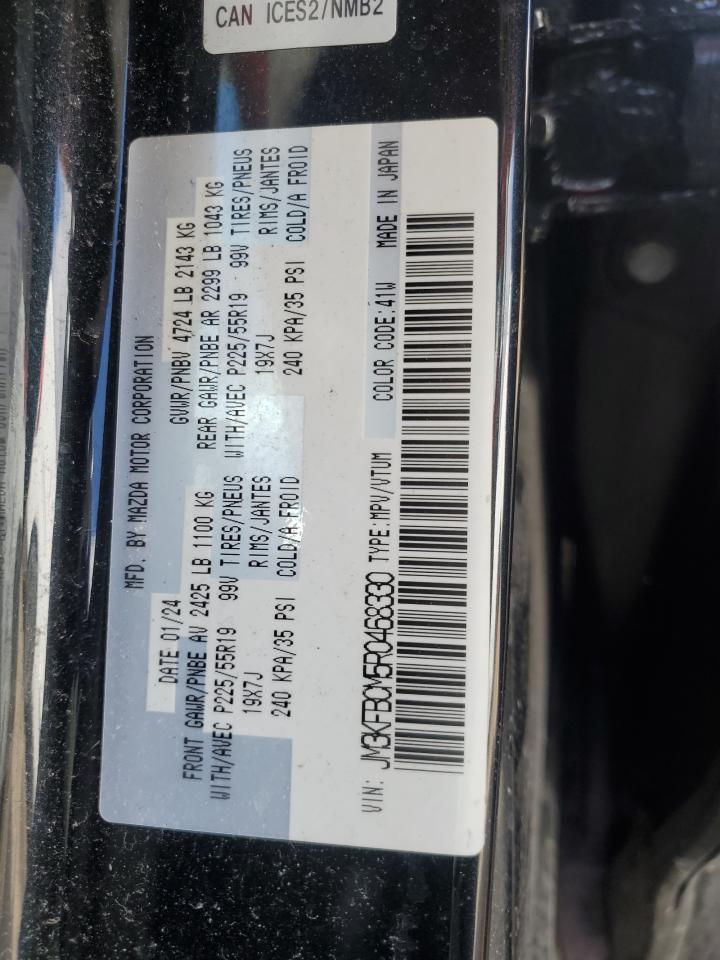 CAN ICES2/NMB2
MFD. BY MAZDA MOTOR CORPORATION
DATE 01/24 GVWR/PNBV 4724 LB 2143 KG
FRONT GAWR/PNBE AV 2425 LB 1100 KG REAR GAWR/PNBE AR 2299 LB 1043 KG
WITH/AVEC P225/55R19 99V TIRES/PNEUS WITH/AVEC P225/55R19 99V TIRES/PNEUS
19X7J RIMS/JANTES 19X7J RIMS/JANTES
240 KPA/35 PSI COLD/A FROID 240 KPA/35 PSI COLD/A FROID
VIN: JM3KFBCM5R0468330 TYPE:MPV/VTUM COLOR CODE:41W MADE IN JAPAN